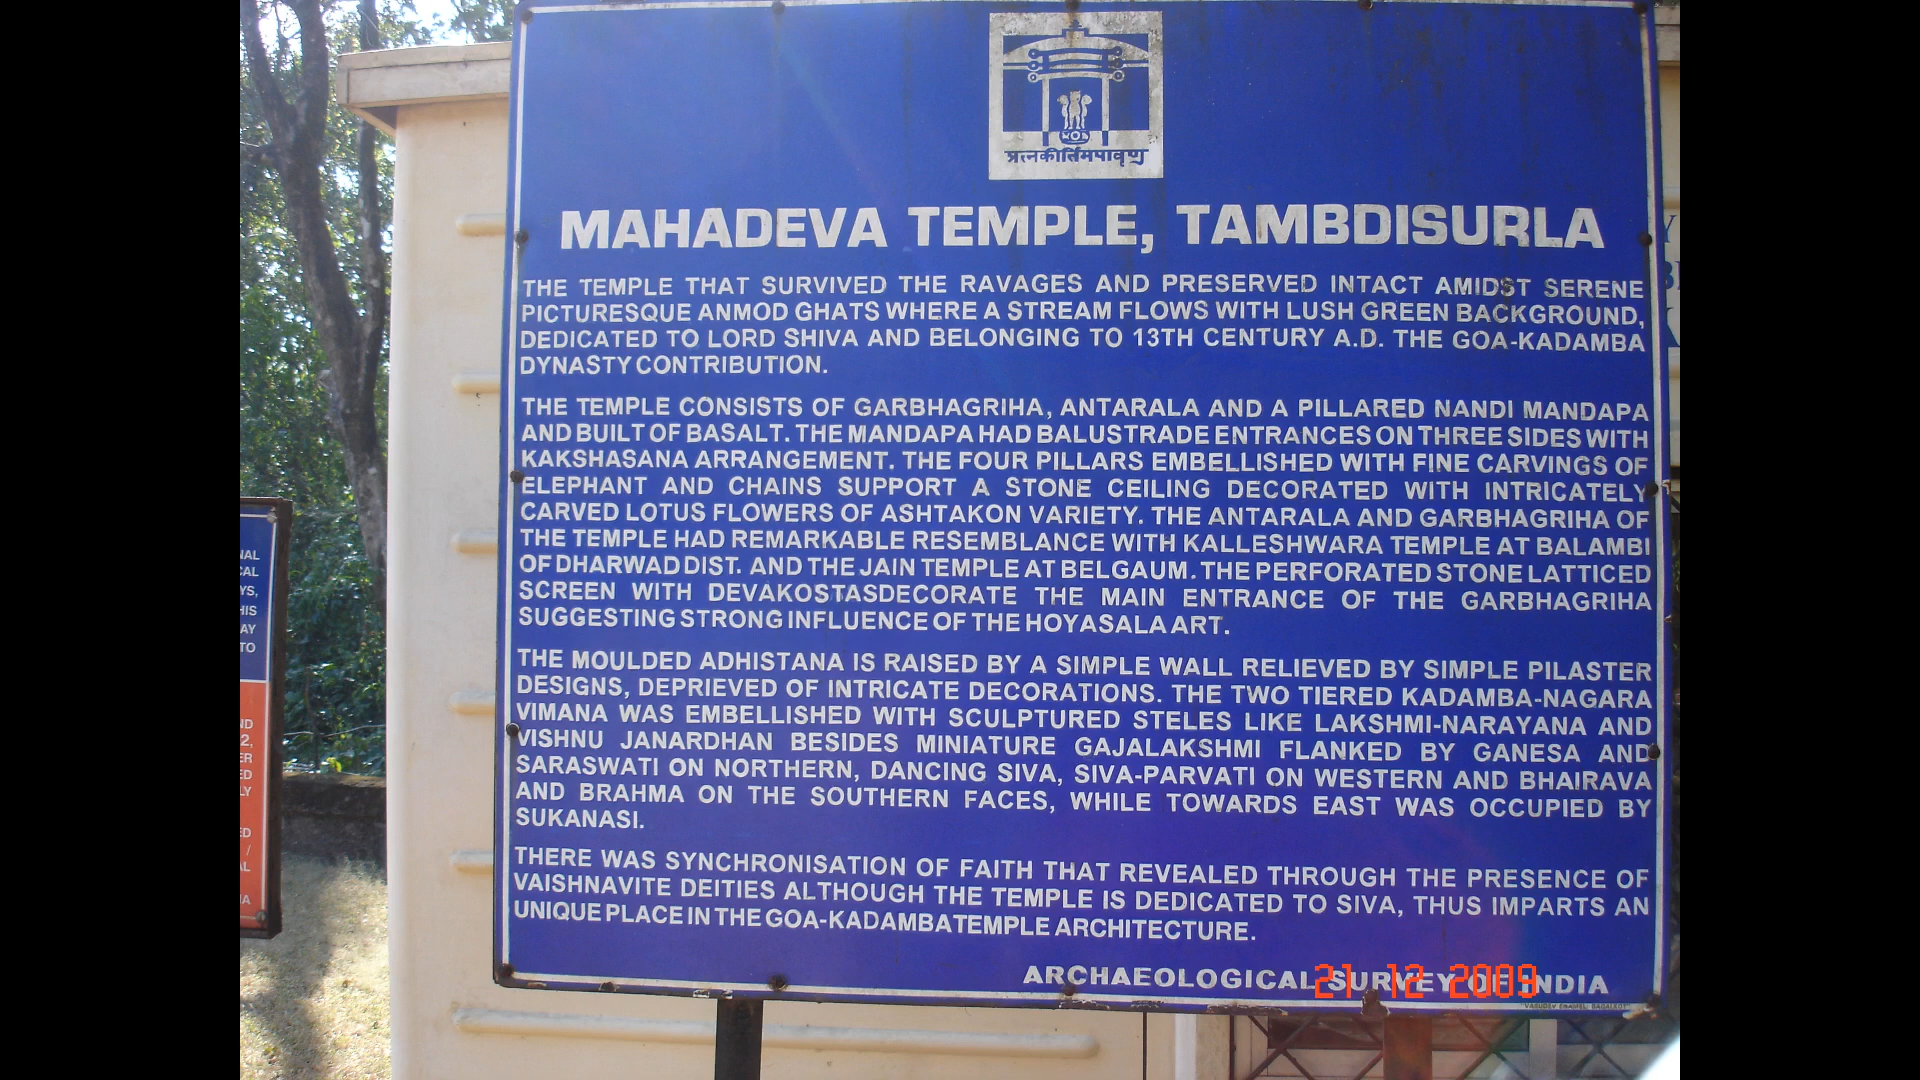 प्रत्नकीर्तिमपावृणु
MAHADEVA TEMPLE, TAMBDISURLA
THE TEMPLE THAT SURVIVED THE RAVAGES AND PRESERVED INTACT AMIDST SERENE
PICTURESQUE ANMOD GHATS WHERE A STREAM FLOWS WITH LUSH GREEN BACKGROUND,
DEDICATED TO LORD SHIVA AND BELONGING TO 13TH CENTURY A.D. THE GOA-KADAMBA
DYNASTY CONTRIBUTION.
THE TEMPLE CONSISTS OF GARBHAGRIHA, ANTARALA AND A PILLARED NANDI MANDAPA
AND BUILT OF BASALT. THE MANDAPA HAD BALUSTRADE ENTRANCES ON THREE SIDES WITH
KAKSHASANA ARRANGEMENT. THE FOUR PILLARS EMBELLISHED WITH FINE CARVINGS OF
ELEPHANT AND CHAINS SUPPORT A STONE CEILING DECORATED WITH INTRICATELY
CARVED LOTUS FLOWERS OF ASHTAKON VARIETY. THE ANTARALA AND GARBHAGRIHA OF
THE TEMPLE HAD REMARKABLE RESEMBLANCE WITH KALLESHWARA TEMPLE AT BALAMBI
OF DHARWAD DIST. AND THE JAIN TEMPLE AT BELGAUM. THE PERFORATED STONE LATTICED
SCREEN WITH DEVAKOSTASDECORATE THE MAIN ENTRANCE OF THE GARBHAGRIHA
SUGGESTING STRONG INFLUENCE OF THE HOYASALA ART.
THE MOULDED ADHISTANA IS RAISED BY A SIMPLE WALL RELIEVED BY SIMPLE PILASTER
DESIGNS, DEPRIEVED OF INTRICATE DECORATIONS. THE TWO TIERED KADAMBA-NAGARA
VIMANA WAS EMBELLISHED WITH SCULPTURED STELES LIKE LAKSHMI-NARAYANA AND
VISHNU JANARDHAN BESIDES MINIATURE GAJALAKSHMI FLANKED BY GANESA AND
SARASWATI ON NORTHERN, DANCING SIVA, SIVA-PARVATI ON WESTERN AND BHAIRAVA
AND BRAHMA ON THE SOUTHERN FACES, WHILE TOWARDS EAST WAS OCCUPIED BY
SUKANASI.
THERE WAS SYNCHRONISATION OF FAITH THAT REVEALED THROUGH THE PRESENCE OF
VAISHNAVITE DEITIES ALTHOUGH THE TEMPLE IS DEDICATED TO SIVA, THUS IMPARTS AN
UNIQUE PLACE IN THE GOA-KADAMBA TEMPLE ARCHITECTURE.
ARCHAEOLOGICAL SURVEY OF INDIA
21 12 2009